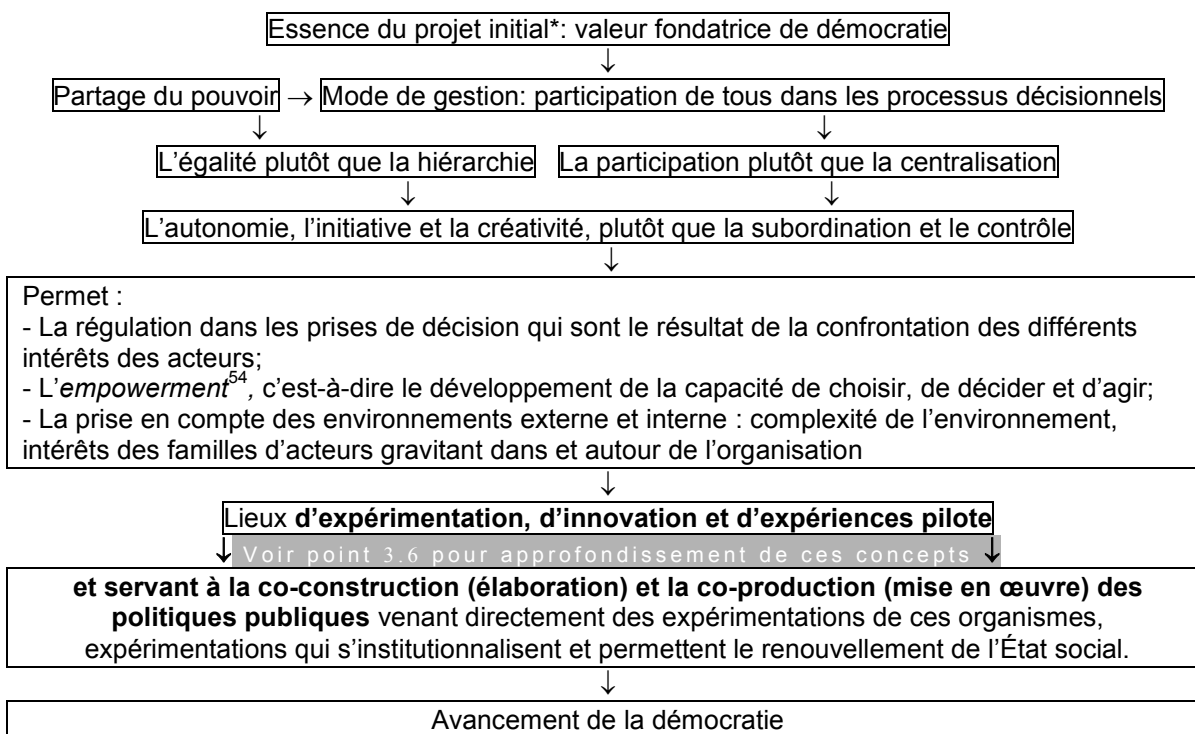 Essence du projet initial*: valeur fondatrice de démocratie
↓
Partage du pouvoir → Mode de gestion: participation de tous dans les processus décisionnels
↓ ↓
L’égalité plutôt que la hiérarchie La participation plutôt que la centralisation
↓ ↓
L’autonomie, l’initiative et la créativité, plutôt que la subordination et le contrôle
↓
Permet :
- La régulation dans les prises de décision qui sont le résultat de la confrontation des différents
intérêts des acteurs;
- L’empowerment54, c’est-à-dire le développement de la capacité de choisir, de décider et d’agir;
- La prise en compte des environnements externe et interne : complexité de l’environnement,
intérêts des familles d’acteurs gravitant dans et autour de l’organisation
↓
Lieux d’expérimentation, d’innovation et d’expériences pilote
↓ Voir point 3.6 pour approfondissement de ces concepts ↓
et servant à la co-construction (élaboration) et la co-production (mise en œuvre) des
politiques publiques venant directement des expérimentations de ces organismes,
expérimentations qui s’institutionnalisent et permettent le renouvellement de l’État social.
↓
Avancement de la démocratie